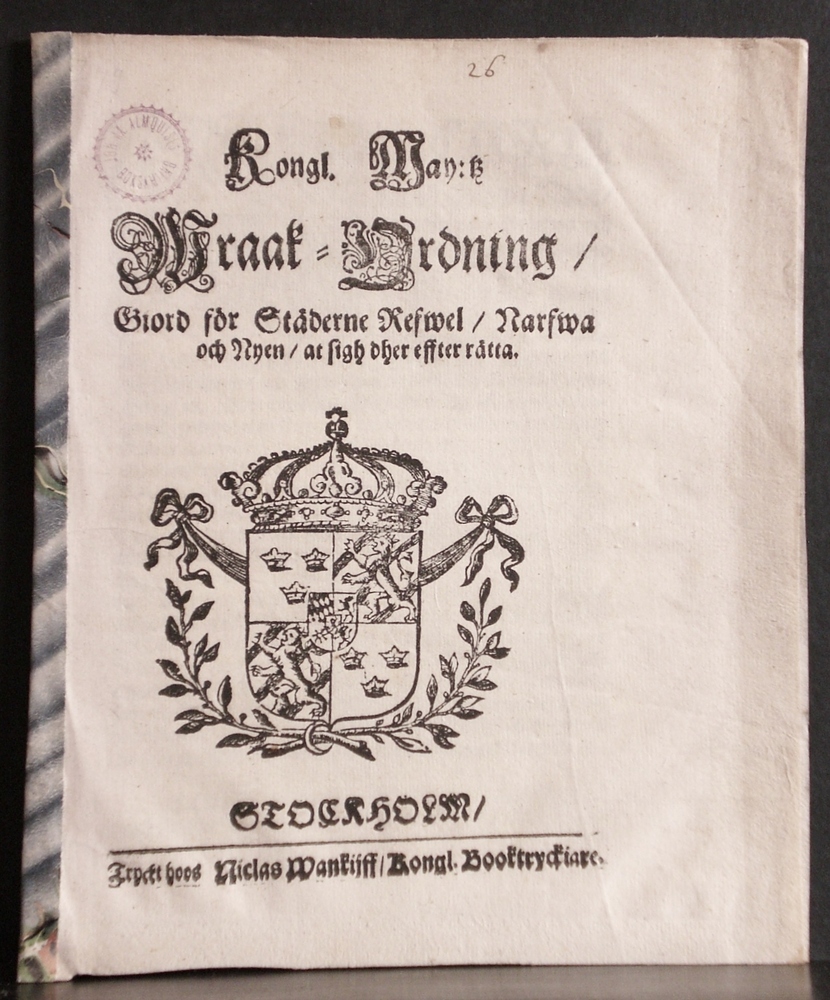 26
Kongl. May:tz
Wraak-Ordning /
Giord för Städerne Refwel / Narfwa
och Nyen / at sigh dher effter rätta.
STOCKHOLM /
Tryckt hoos Niclas Wankijff / Kongl. Booktryckiare.